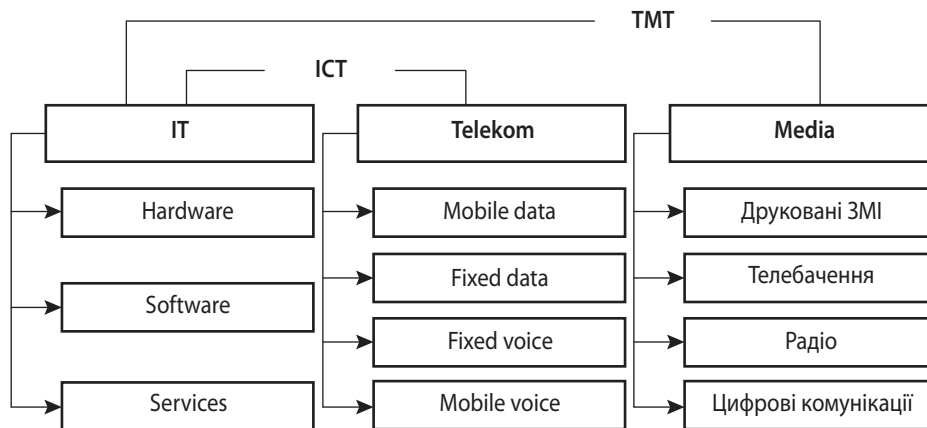 TMT
ICT
IT
Telekom
Media
Hardware
Mobile data
Друковані ЗМІ
Software
Fixed data
Телебачення
Fixed voice
Радіо
Services
Mobile voice
Цифрові комунікації